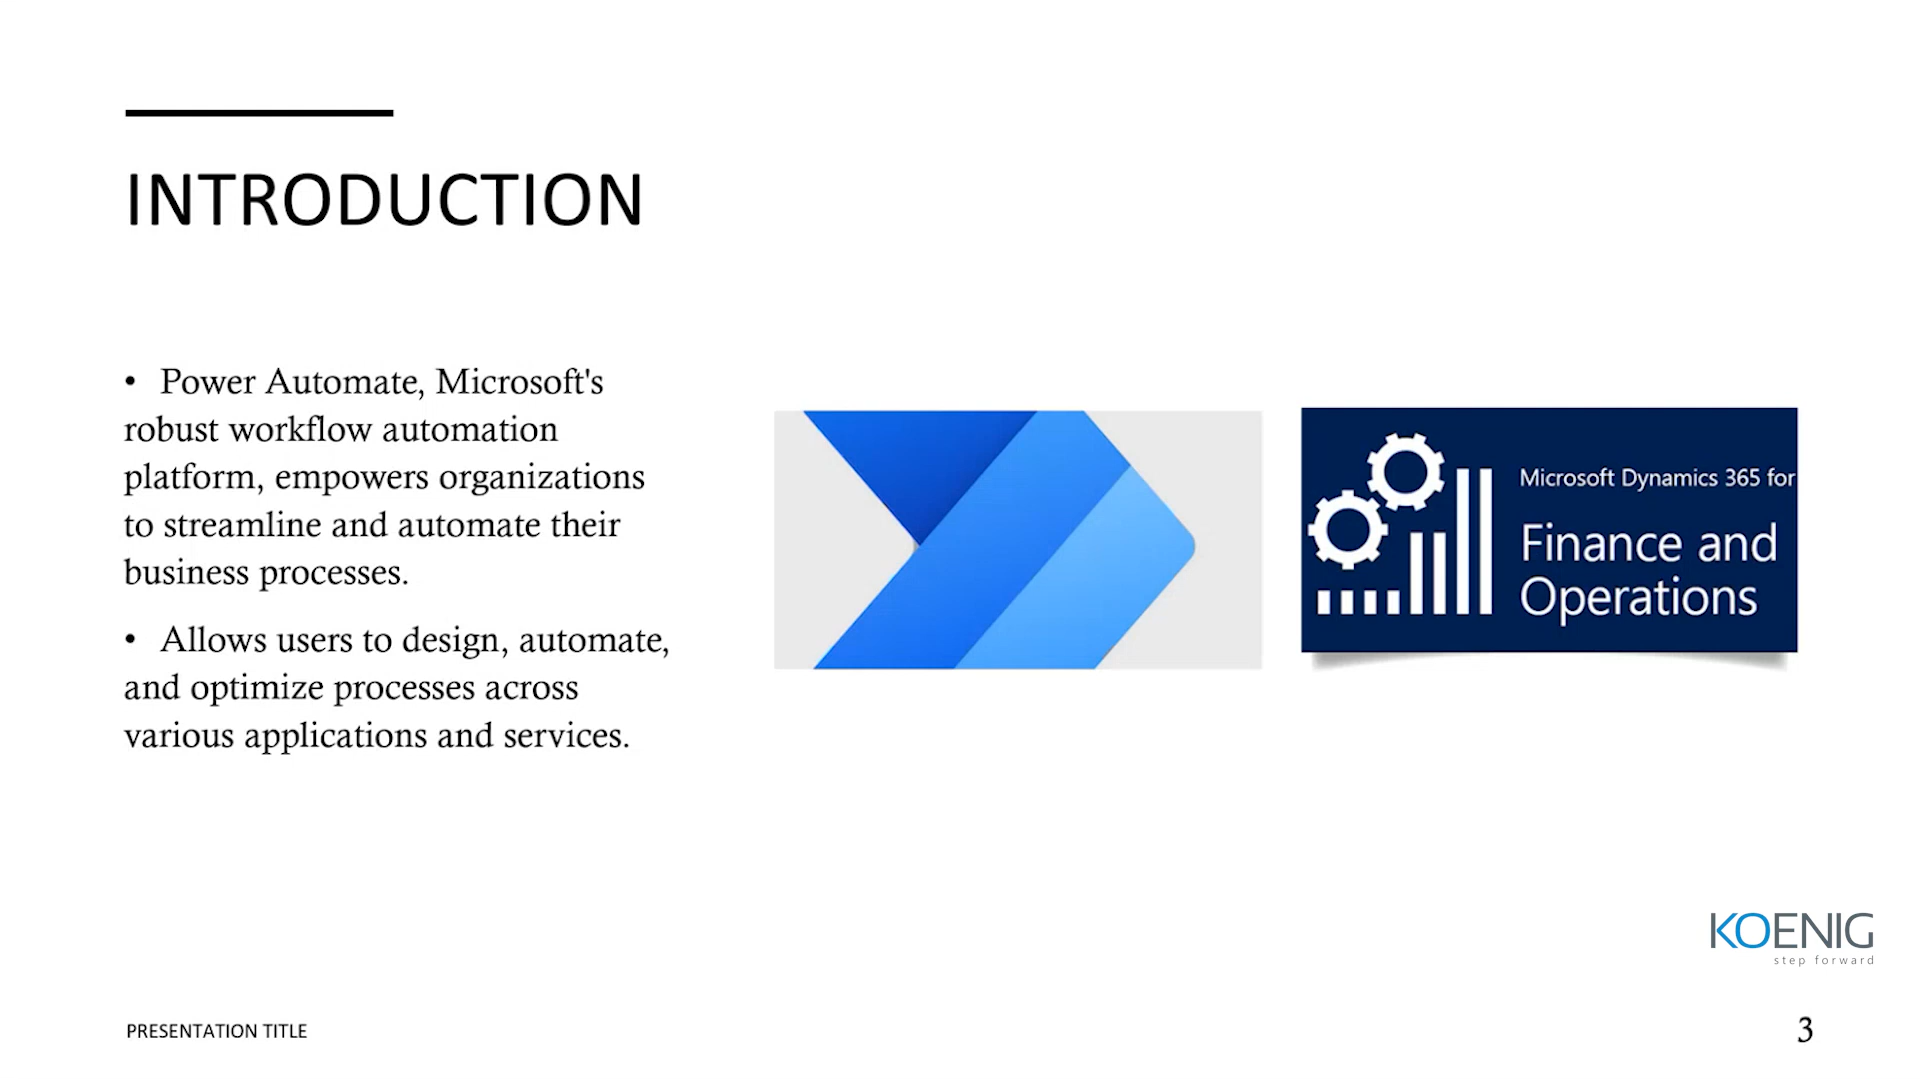 INTRODUCTION
• Power Automate, Microsoft's
robust workflow automation
platform, empowers organizations
to streamline and automate their
business processes.
• Allows users to design, automate,
and optimize processes across
various applications and services.
Microsoft Dynamics 365 for
Finance and
Operations
KOENIG
step forward
PRESENTATION TITLE
3